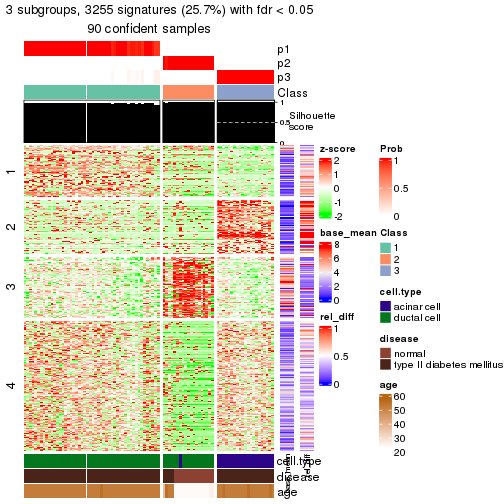 3 subgroups, 3255 signatures (25.7%) with fdr < 0.05
90 confident samples
p1
p2
p3
Class
1
0.5
0
Silhouette
score
1
2
3
4
z-score
2
1
0
-1
-2
base_mean
8
6
4
2
0
rel_diff
1
0.5
0
Prob
1
0.5
0
Class
1
2
3
cell.type
acinar cell
ductal cell
disease
normal
type II diabetes mellitus
age
60
50
40
30
20
cell.type
disease
age